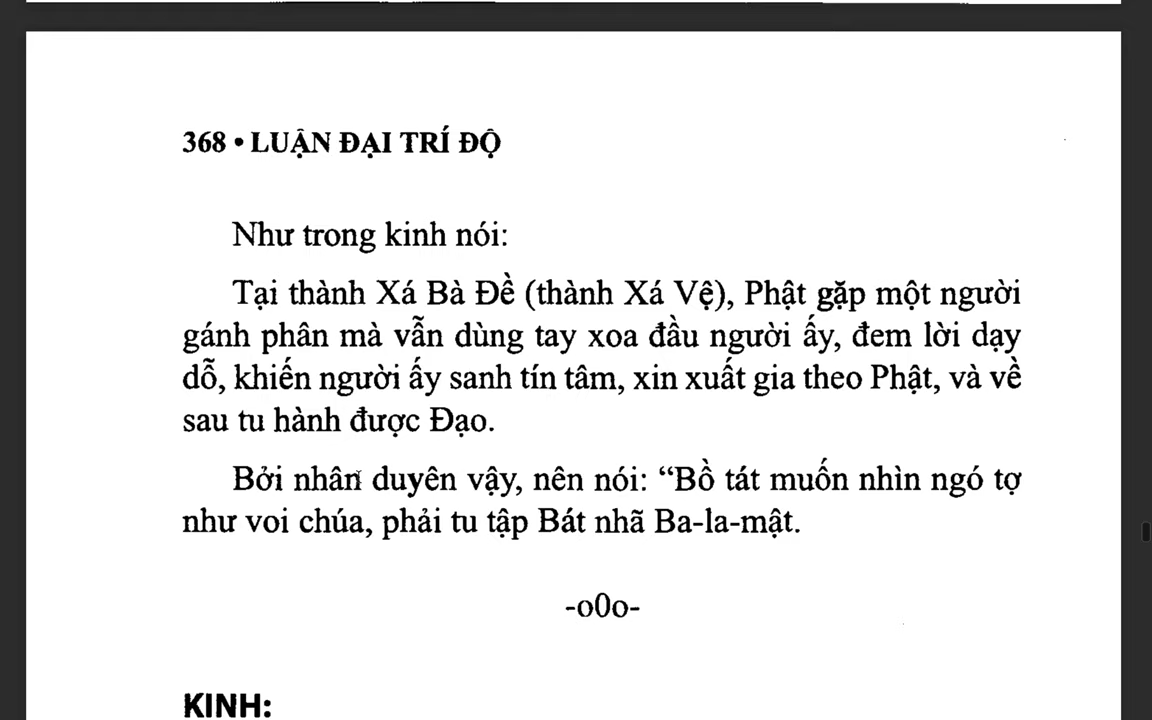 368 • LUẬN ĐẠI TRÍ ĐỘ
Như trong kinh nói:
Tại thành Xá Bà Đề (thành Xá Vệ), Phật gặp một người
gánh phân mà vẫn dùng tay xoa đầu người ấy, đem lời dạy
dỗ, khiến người ấy sanh tín tâm, xin xuất gia theo Phật, và về
sau tu hành được Đạo.
Bởi nhân duyên vậy, nên nói: “Bồ tát muốn nhìn ngó tợ
như voi chúa, phải tu tập Bát nhã Ba-la-mật.
-o0o-
KINH: